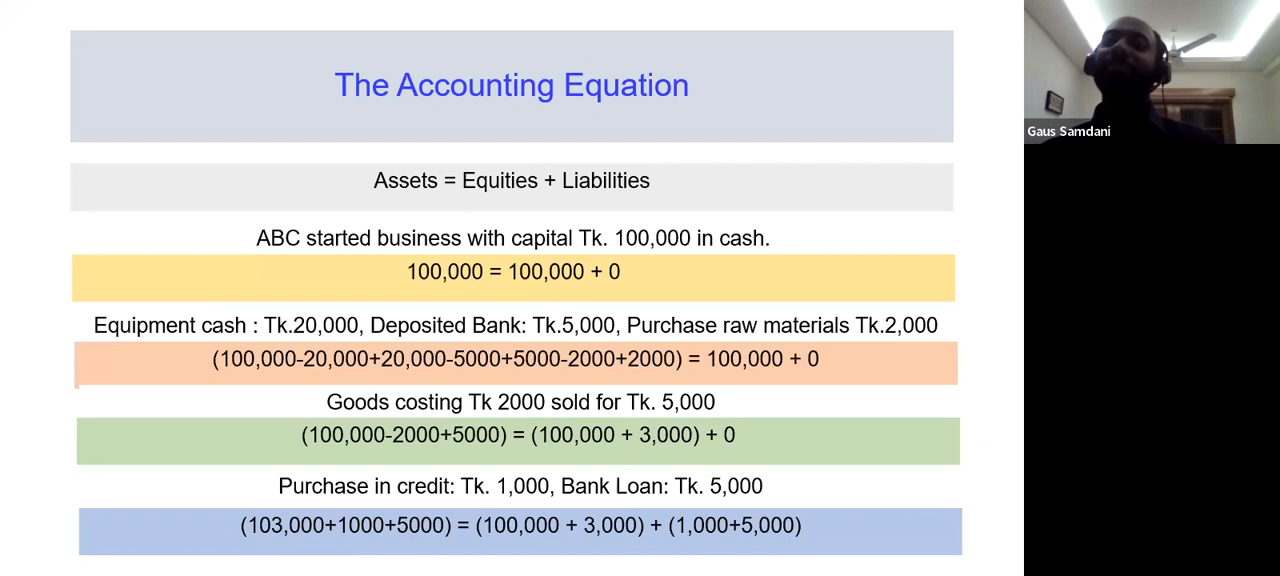 The Accounting Equation
Assets = Equities + Liabilities
ABC started business with capital Tk. 100,000 in cash.
100,000 = 100,000 + 0
Equipment cash : Tk.20,000, Deposited Bank: Tk.5,000, Purchase raw materials Tk.2,000
(100,000-20,000+20,000-5000+5000-2000+2000) = 100,000 + 0
Goods costing Tk 2000 sold for Tk. 5,000
(100,000-2000+5000) = (100,000 + 3,000) + 0
Purchase in credit: Tk. 1,000, Bank Loan: Tk. 5,000
(103,000+1000+5000) = (100,000 + 3,000) + (1,000+5,000)
Gaus Samdani